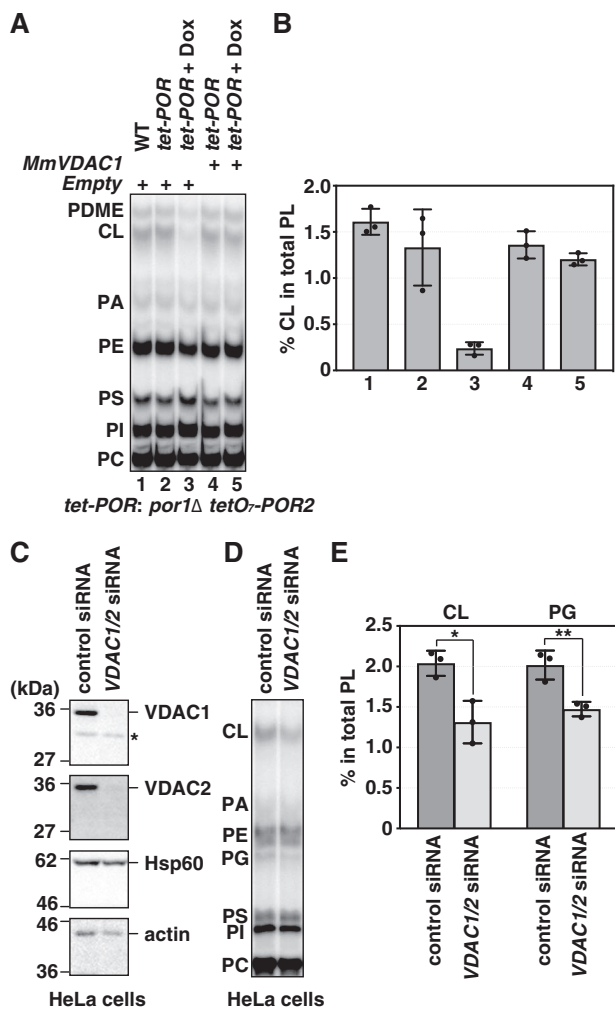 A
WT
tet-POR
tet-POR + Dox
tet-POR
tet-POR + Dox
MmVDAC1 + +
Empty + + +
PDME
CL
PA
PE
PS
PI
PC
1 2 3 4 5
tet-POR: por1Δ tetO7-POR2
B
% CL in total PL
2.0
1.5
1.0
0.5
0
1 2 3 4 5
C
control siRNA
VDAC1/2 siRNA
(kDa)
36
27
VDAC1
*
36
27
VDAC2
62
46
Hsp60
46
36
actin
HeLa cells
D
control siRNA
VDAC1/2 siRNA
CL
PA
PE
PG
PS
PI
PC
HeLa cells
E
CL PG
% in total PL
2.5
2.0
1.5
1.0
0.5
0
* **
control siRNA
VDAC1/2 siRNA
control siRNA
VDAC1/2 siRNA